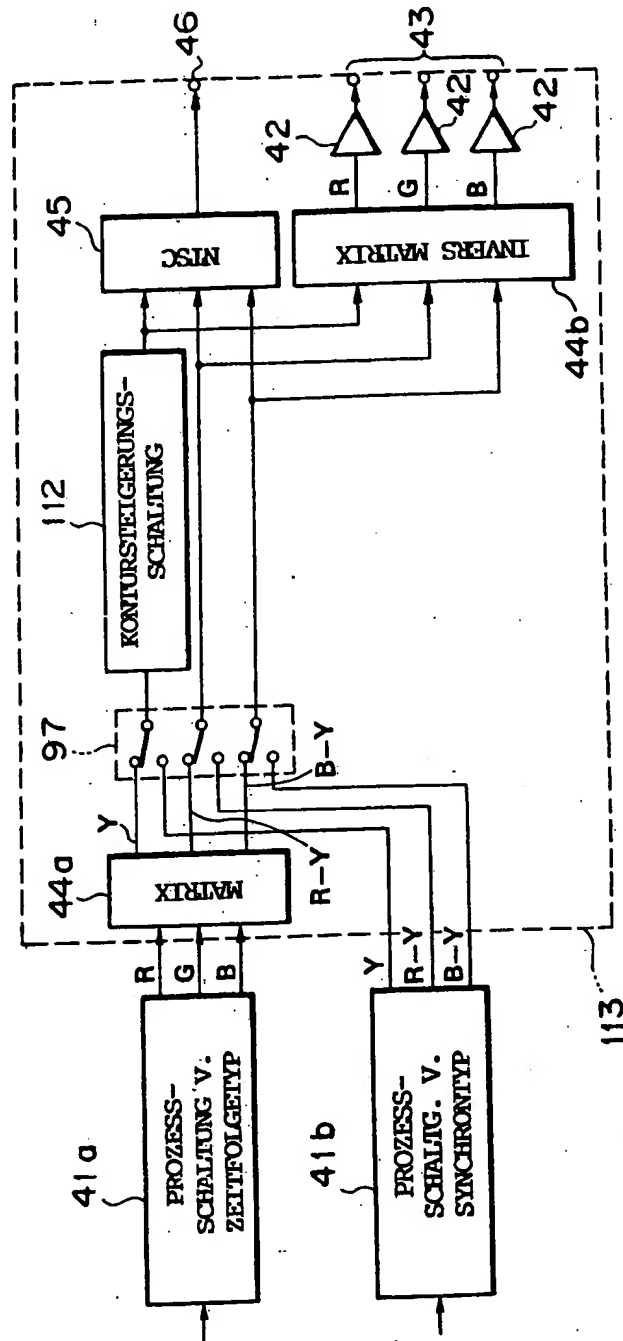 41a
PROZESS-
SCHALTUNG V.
ZEITFOLGETYP
R
G
B
44a
MATRIX
Y
R-Y
B-Y
97
112
KONTURSTEIGERUNGS-
SCHALTUNG
45
NTSC
46
INVERS MATRIX
44b
R
G
B
42
42
42
43
41b
PROZESS-
SCHALTG. V.
SYNCHRONTYP
Y
R-Y
B-Y
113